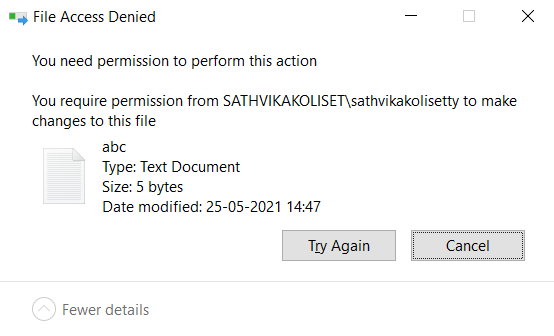 File Access Denied
You need permission to perform this action
You require permission from SATHVIKAKOLISET\sathvikakolisetty to make
changes to this file
abc
Type: Text Document
Size: 5 bytes
Date modified: 25-05-2021 14:47
Try Again Cancel
Fewer details